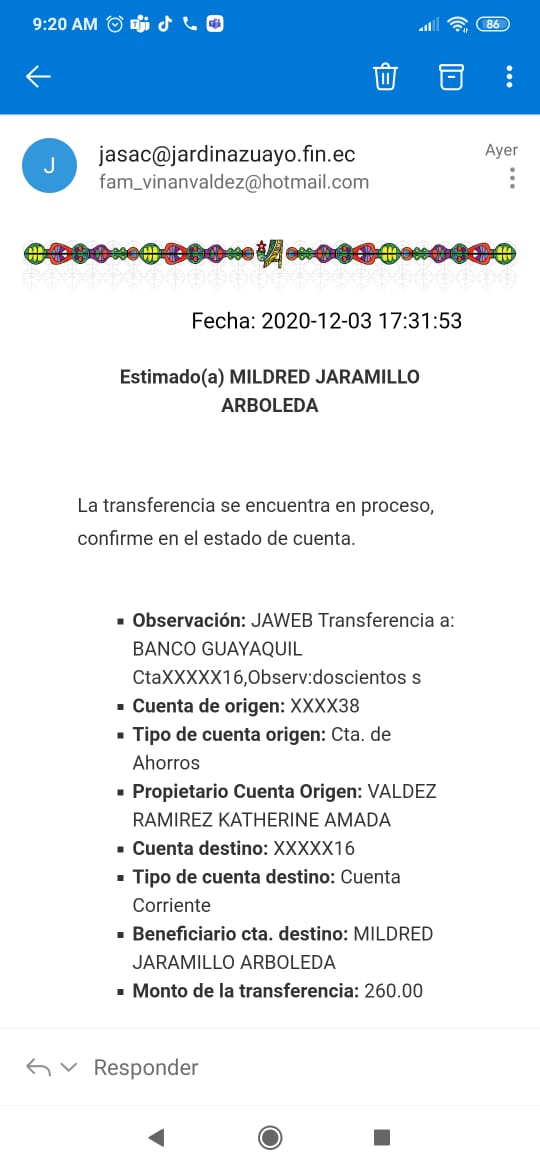 9:20 AM
86
J
jasac@jardinazuayo.fin.ec
Ayer
fam_vinanvaldez@hotmail.com
Fecha: 2020-12-03 17:31:53
Estimado(a) MILDRED JARAMILLO
ARBOLEDA
La transferencia se encuentra en proceso,
confirme en el estado de cuenta.
▪ Observación: JAWEB Transferencia a:
BANCO GUAYAQUIL
CtaXXXXX16,Observ:doscientos s
▪ Cuenta de origen: XXXX38
▪ Tipo de cuenta origen: Cta. de
Ahorros
▪ Propietario Cuenta Origen: VALDEZ
RAMIREZ KATHERINE AMADA
▪ Cuenta destino: XXXXX16
▪ Tipo de cuenta destino: Cuenta
Corriente
▪ Beneficiario cta. destino: MILDRED
JARAMILLO ARBOLEDA
▪ Monto de la transferencia: 260.00
Responder